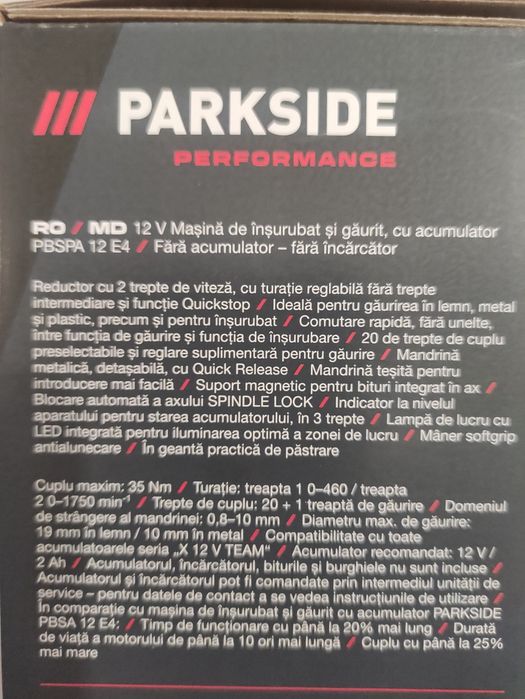 /// PARKSIDE
PERFORMANCE
RO / MD 12 V Mașină de înșurubat și găurit, cu acumulator
PBSPA 12 E4 / Fără acumulator – fără încărcător
Reductor cu 2 trepte de viteză, cu turație reglabilă fără trepte
intermediare și funcție Quickstop / Ideală pentru găurirea în lemn, metal
și plastic, precum și pentru înșurubat / Comutare rapidă, fără unelte,
între funcția de găurire și funcția de înșurubare / 20 de trepte de cuplu
preselectabile și reglare suplimentară pentru găurire / Mandrină
metalică, detașabilă, cu Quick Release / Mandrină teșită pentru
introducere mai facilă / Suport magnetic pentru bituri integrat în ax /
Blocare automată a axului SPINDLE LOCK / Indicator la nivelul
aparatului pentru starea acumulatorului, în 3 trepte / Lampă de lucru cu
LED integrată pentru iluminarea optimă a zonei de lucru / Mâner softgrip
antialunecare / În geantă practică de păstrare
Cuplu maxim: 35 Nm / Turație: treapta 1 0–460 / treapta
2 0–1750 min⁻¹ / Trepte de cuplu: 20 + 1 treaptă de găurire / Domeniul
de strângere al mandrinei: 0,8–10 mm / Diametru max. de găurire:
19 mm în lemn / 10 mm în metal / Compatibilitate cu toate
acumulatoarele seria „X 12 V TEAM" / Acumulator recomandat: 12 V /
2 Ah / Acumulatorul, încărcătorul, biturile și burghiele nu sunt incluse /
Acumulatorul și încărcătorul pot fi comandate prin intermediul unității de
service – pentru datele de contact a se vedea instrucțiunile de utilizare /
În comparație cu mașina de înșurubat și găurit cu acumulator PARKSIDE
PBSA 12 E4: / Timp de funcționare cu până la 20% mai lung / Durată
de viață a motorului de până la 10 ori mai lungă / Cuplu cu până la 25%
mai mare